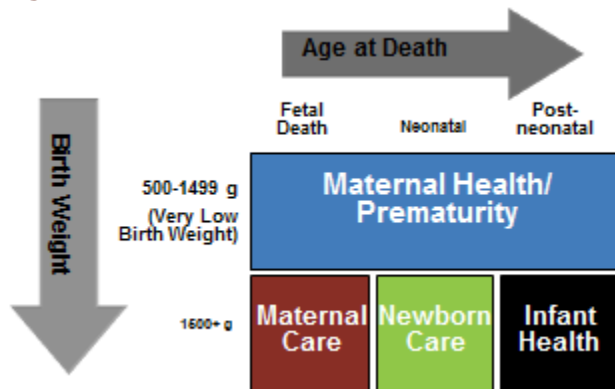 Age at Death
Fetal
Death
Neonatal
Post-
neonatal
Birth Weight
500-1499 g
(Very Low
Birth Weight)
Maternal Health/
Prematurity
1500+ g
Maternal
Care
Newborn
Care
Infant
Health